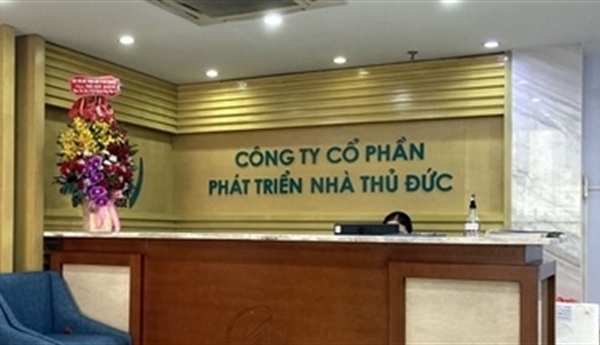 CÔNG TY CỔ PHẦN
PHÁT TRIỂN NHÀ THỦ ĐỨC